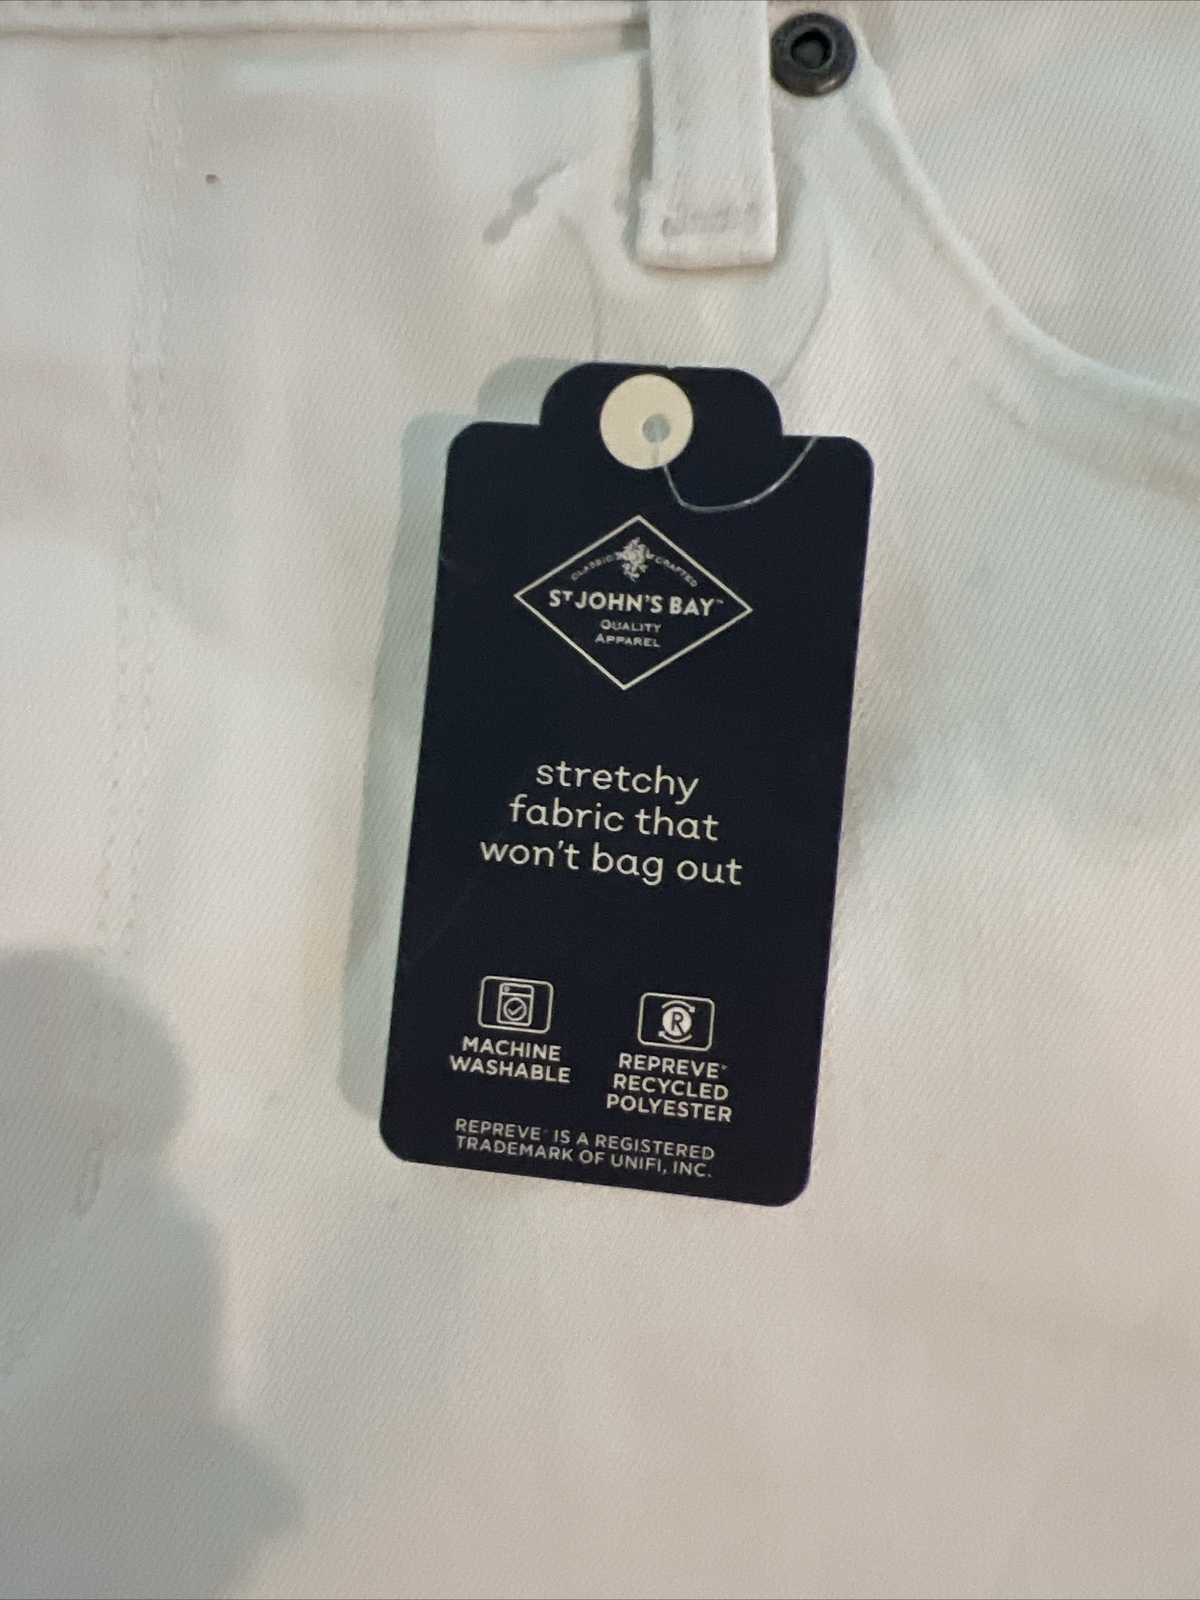 CLASSIC CRAFTED
ST JOHN'S BAY™
QUALITY
APPAREL
stretchy
fabric that
won't bag out
R
MACHINE
WASHABLE
REPREVE®
RECYCLED
POLYESTER
REPREVE® IS A REGISTERED
TRADEMARK OF UNIFI, INC.